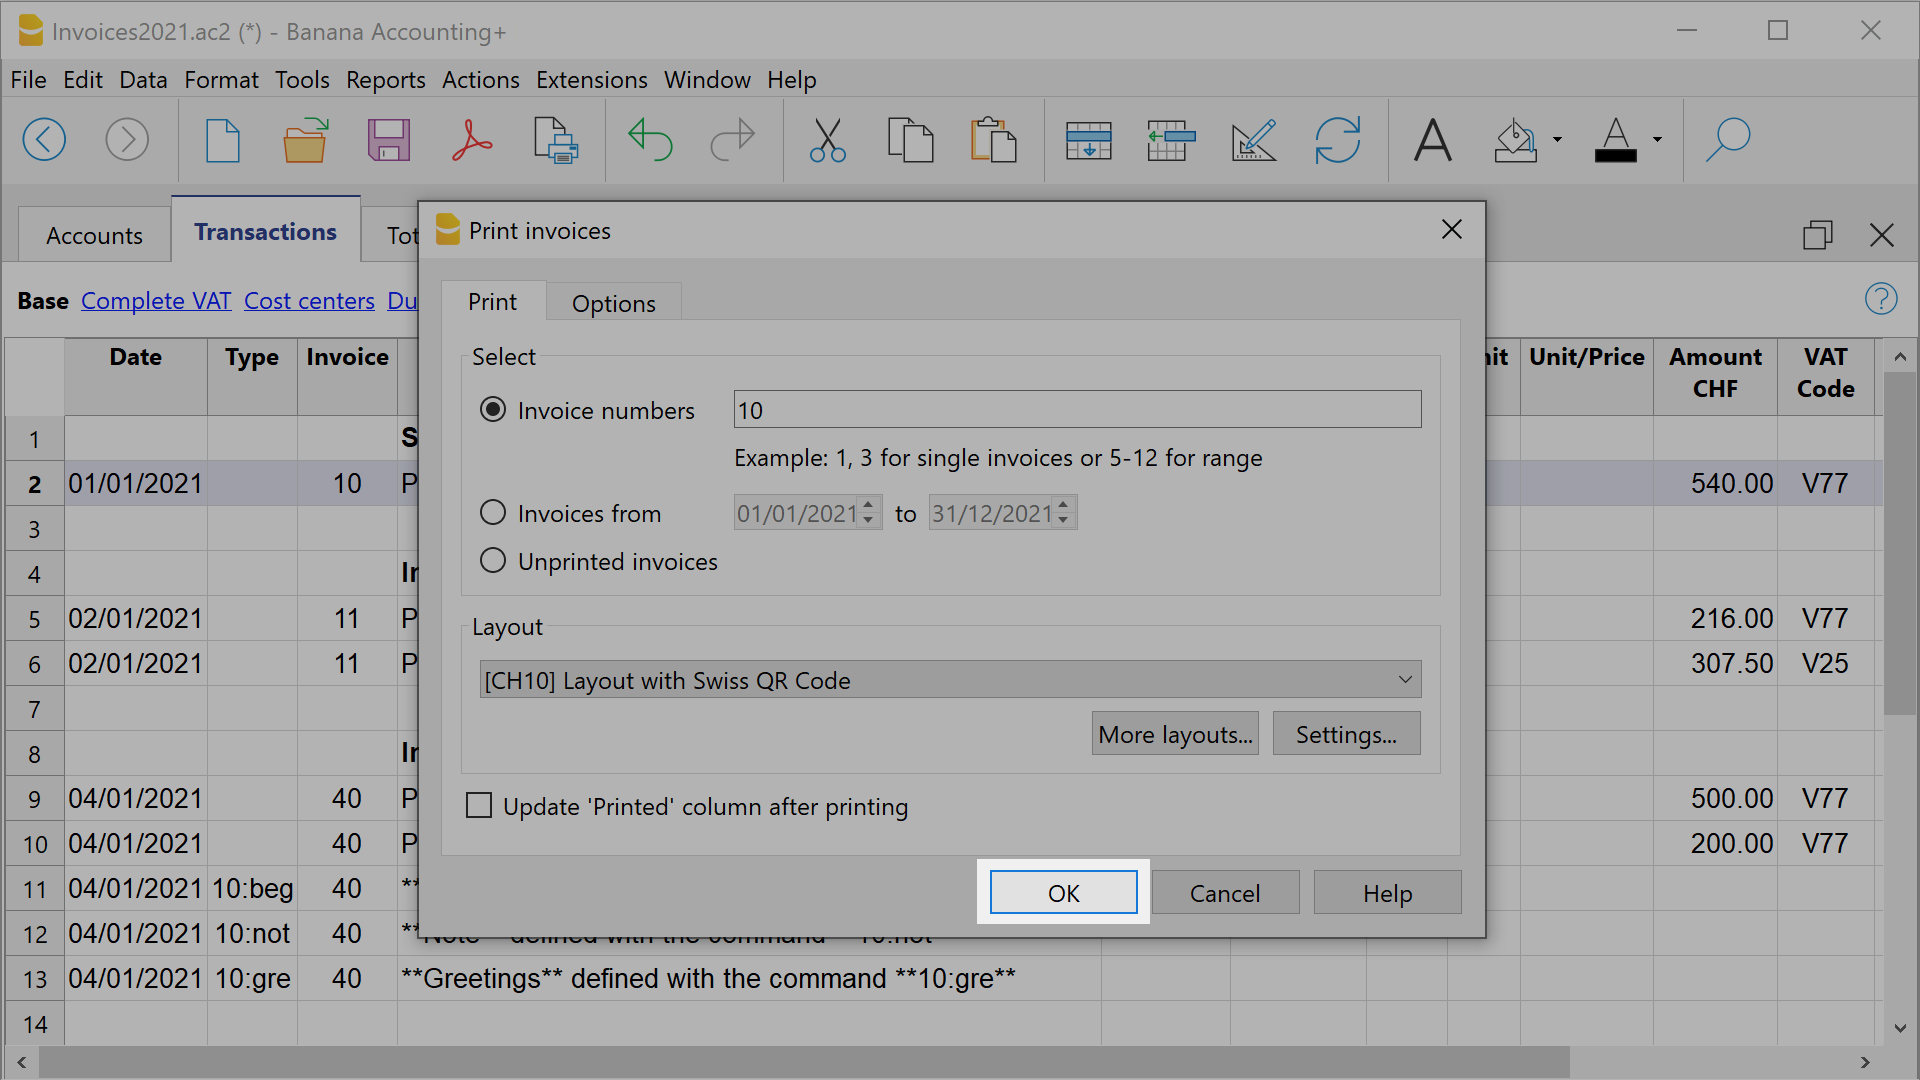 Invoices2021.ac2 (*) - Banana Accounting+
File Edit Data Format Tools Reports Actions Extensions Window Help
Accounts Transactions
Base Complete VAT Cost centers
Print invoices
Print Options
Select
Invoice numbers 10
Example: 1, 3 for single invoices or 5-12 for range
Invoices from 01/01/2021 to 31/12/2021
Unprinted invoices
Layout
[CH10] Layout with Swiss QR Code
More layouts... Settings...
Update 'Printed' column after printing
OK Cancel Help
Date Type Invoice Unit/Price Amount CHF VAT Code
1
2 01/01/2021 10 540.00 V77
3
4
5 02/01/2021 11 216.00 V77
6 02/01/2021 11 307.50 V25
7
8
9 04/01/2021 40 500.00 V77
10 04/01/2021 40 200.00 V77
11 04/01/2021 10:beg 40 **
12 04/01/2021 10:not 40 **Note** defined with the command **10:not**
13 04/01/2021 10:gre 40 **Greetings** defined with the command **10:gre**
14